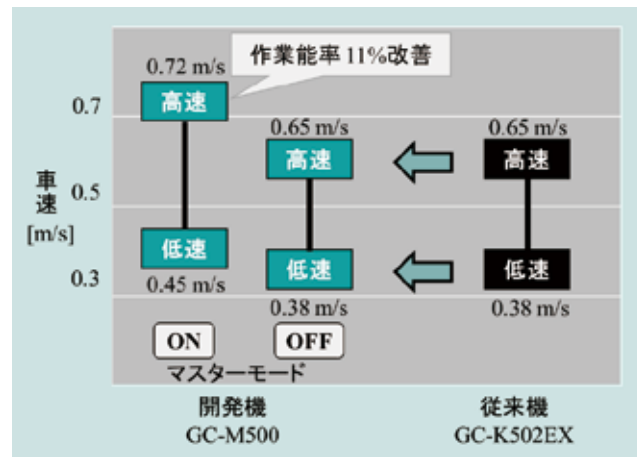 作業能率 11%改善
0.72 m/s
高速
0.7
0.65 m/s
高速
0.65 m/s
高速
車速
[m/s]
0.5
低速
0.45 m/s
低速
0.38 m/s
低速
0.38 m/s
0.3
ON
OFF
マスターモード
開発機
GC-M500
従来機
GC-K502EX